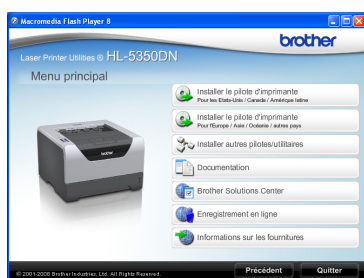 Macromedia Flash Player 8
brother
Laser Printer Utilities ® HL-5350DN
Menu principal
Installer le pilote d'imprimante
Pour les Etats-Unis / Canada / Amérique latine
Installer le pilote d'imprimante
Pour l'Europe / Asie / Océanie / autres pays
Installer autres pilotes/utilitaires
Documentation
Brother Solutions Center
Enregistrement en ligne
Informations sur les fournitures
© 2001-2008 Brother Industries, Ltd. All Rights Reserved.
Précédent
Quitter